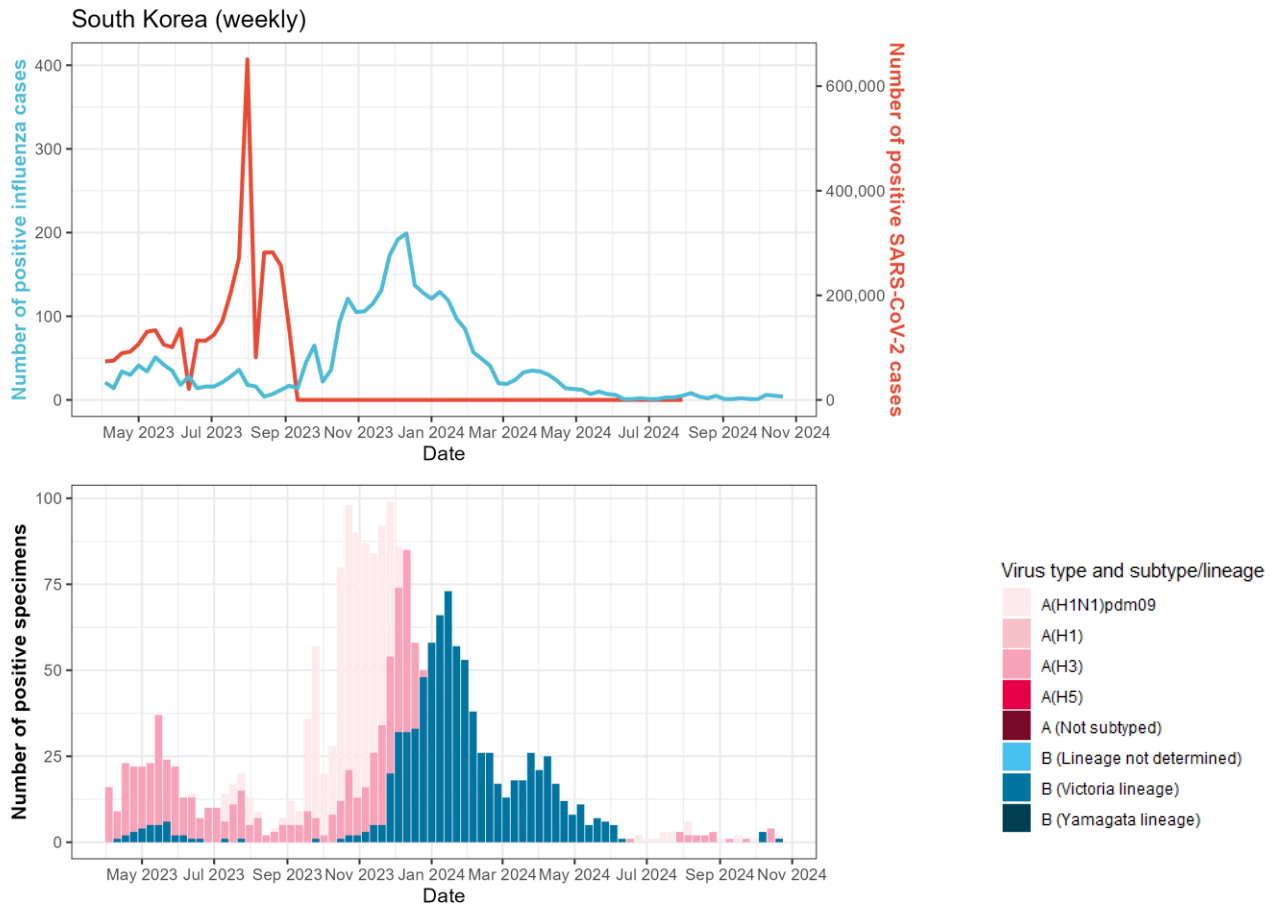 South Korea (weekly)
Number of positive influenza cases
400
300
200
100
0
600,000
400,000
200,000
0
Number of positive SARS-CoV-2 cases
May 2023 Jul 2023 Sep 2023 Nov 2023 Jan 2024 Mar 2024 May 2024 Jul 2024 Sep 2024 Nov 2024
Date
Number of positive specimens
100
75
50
25
0
May 2023 Jul 2023 Sep 2023 Nov 2023 Jan 2024 Mar 2024 May 2024 Jul 2024 Sep 2024 Nov 2024
Date
Virus type and subtype/lineage
A(H1N1)pdm09
A(H1)
A(H3)
A(H5)
A (Not subtyped)
B (Lineage not determined)
B (Victoria lineage)
B (Yamagata lineage)